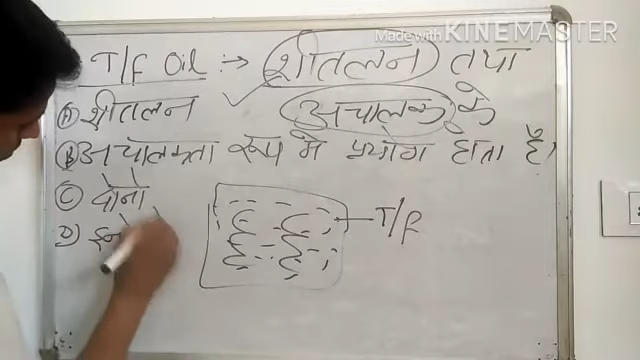 Made with KINEMASTER
T/f Oil :→ शीतलन तथा
(A) शीतलन ✓ अचालक के
(B) अचालकता रूप मे प्रयोग होता है।
(C) दोनो
(D)
T/f